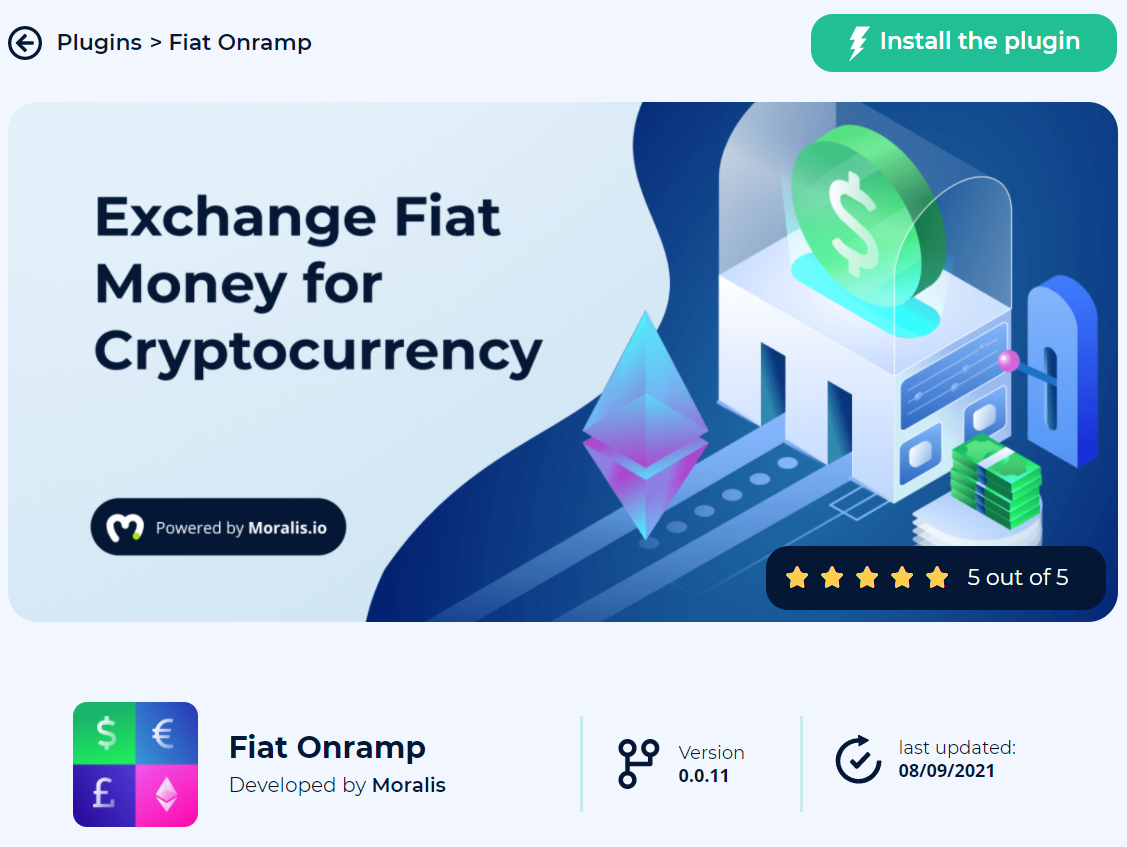 Plugins > Fiat Onramp
Install the plugin
Exchange Fiat
Money for
Cryptocurrency
Powered by Moralis.io
$
5 out of 5
$ €
£
Fiat Onramp
Developed by Moralis
Version
0.0.11
last updated:
08/09/2021